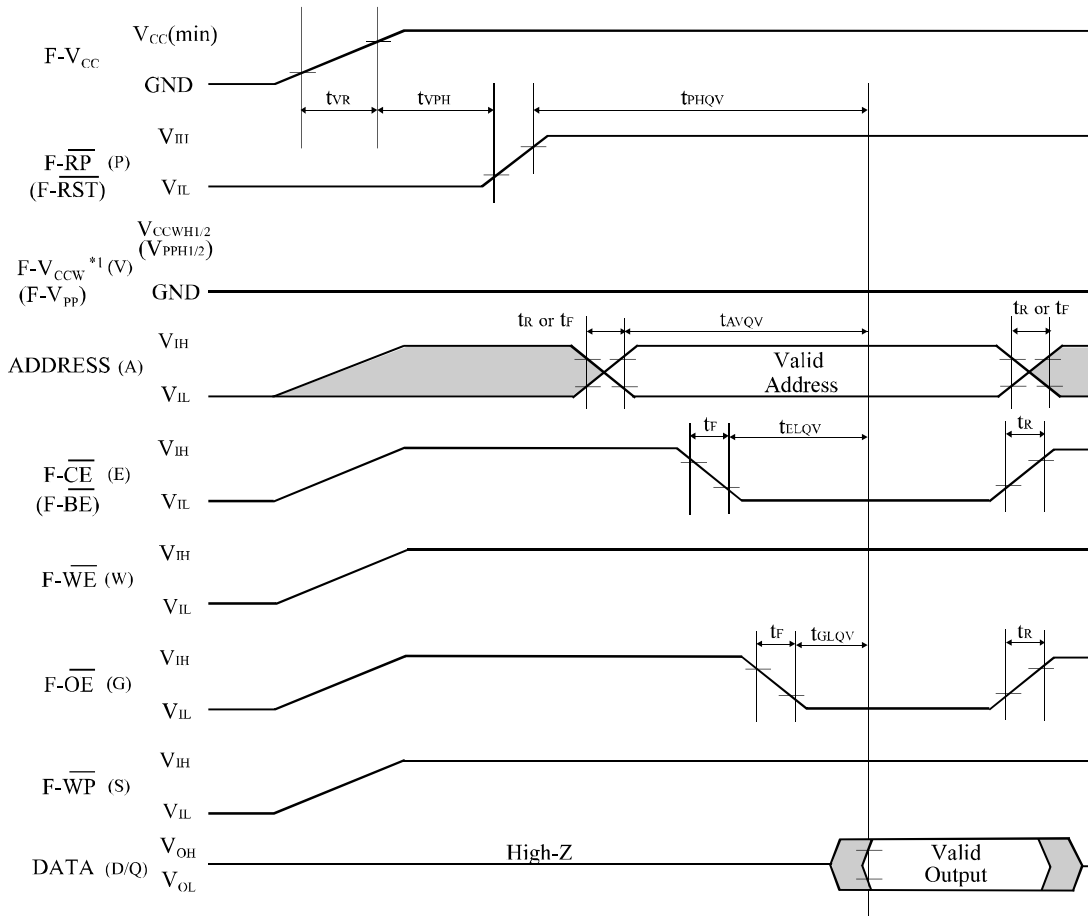 VCC(min)
F-VCC
GND
tVR
tVPH
tPHQV
VIH
F-RP (P)
(F-RST)
VIL
VCCWH1/2
(VPPH1/2)
F-VCCW *1 (V)
(F-VPP)
GND
tR or tF
tAVQV
tR or tF
VIH
ADDRESS (A)
Valid
Address
VIL
tF
tELQV
tR
VIH
F-CE (E)
(F-BE)
VIL
VIH
F-WE (W)
VIL
tF
tGLQV
tR
VIH
F-OE (G)
VIL
VIH
F-WP (S)
VIL
VOH
High-Z
DATA (D/Q)
Valid
Output
VOL